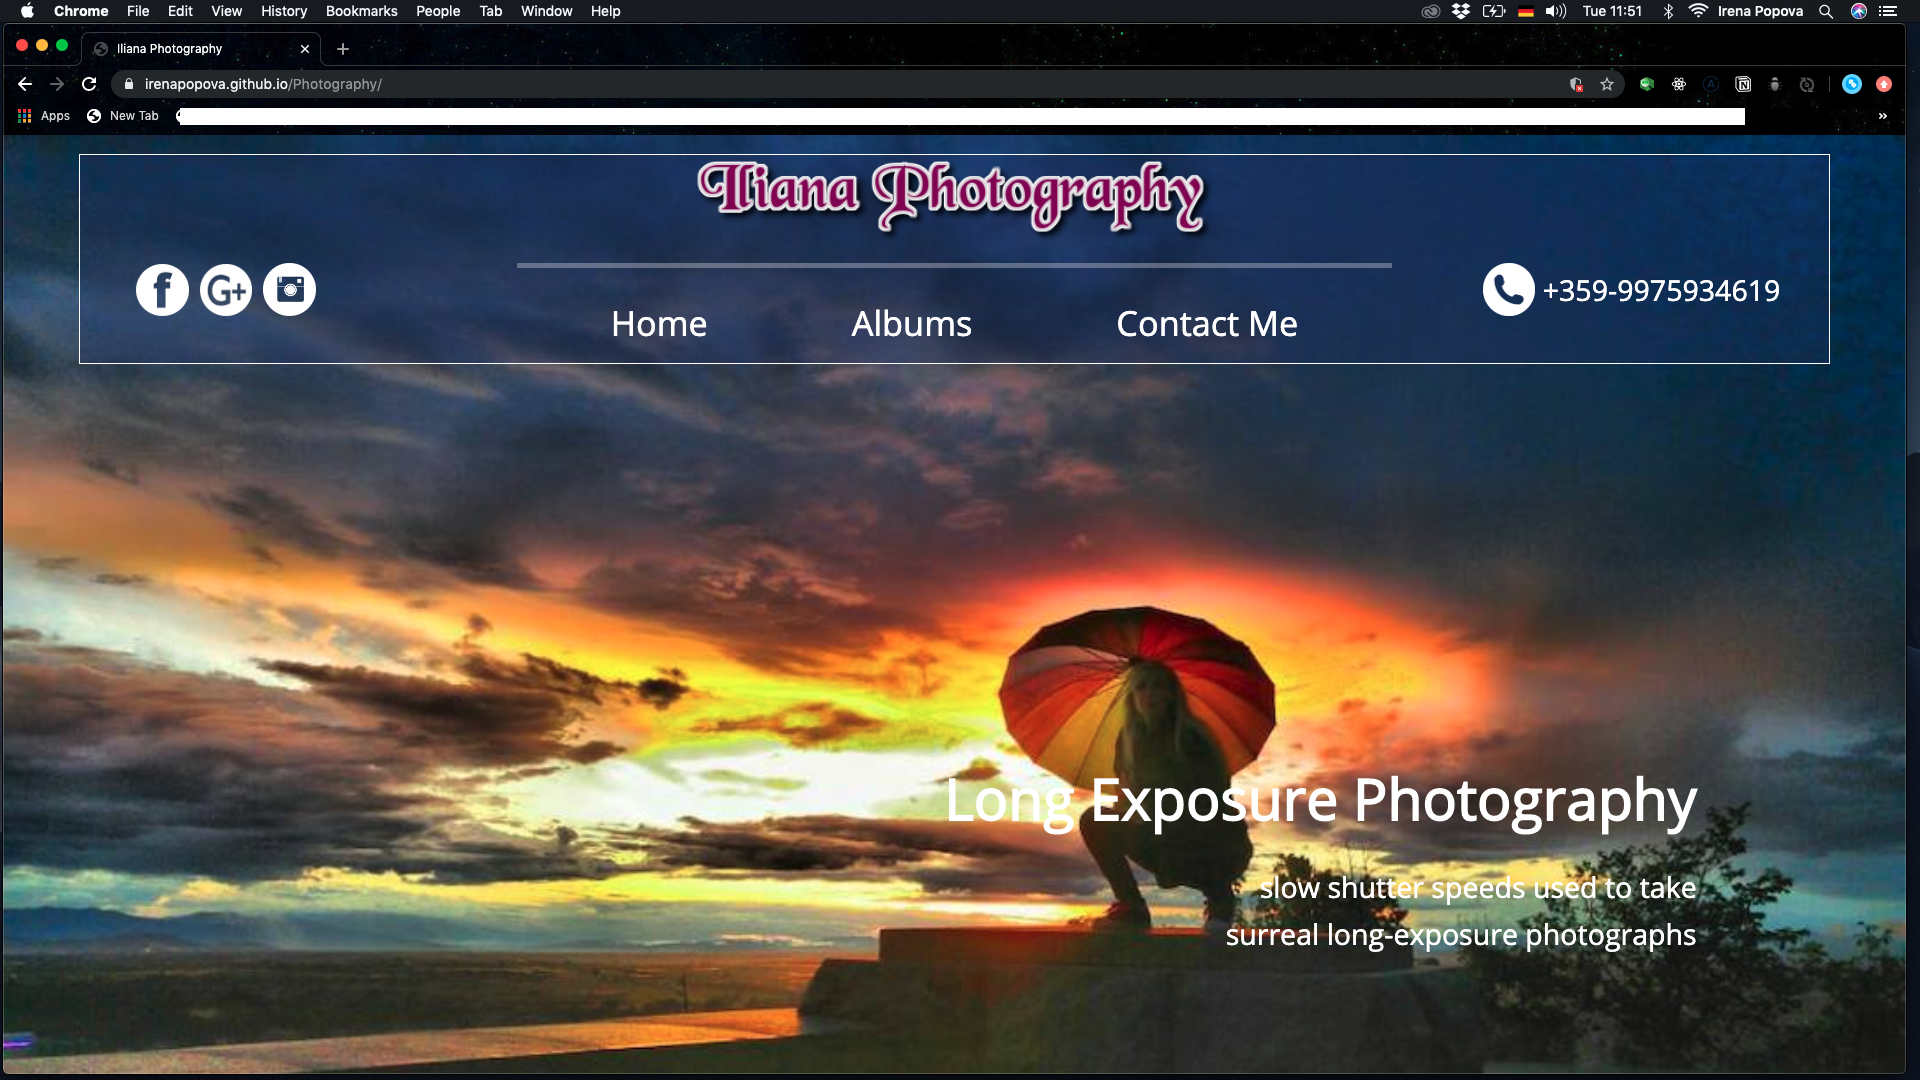 Chrome File Edit View History Bookmarks People Tab Window Help Tue 11:51 Irena Popova
Iliana Photography
irenapopova.github.io/Photography/
Apps New Tab
Iliana Photography
+359-9975934619
Home Albums Contact Me
Long Exposure Photography
slow shutter speeds used to take
surreal long-exposure photographs